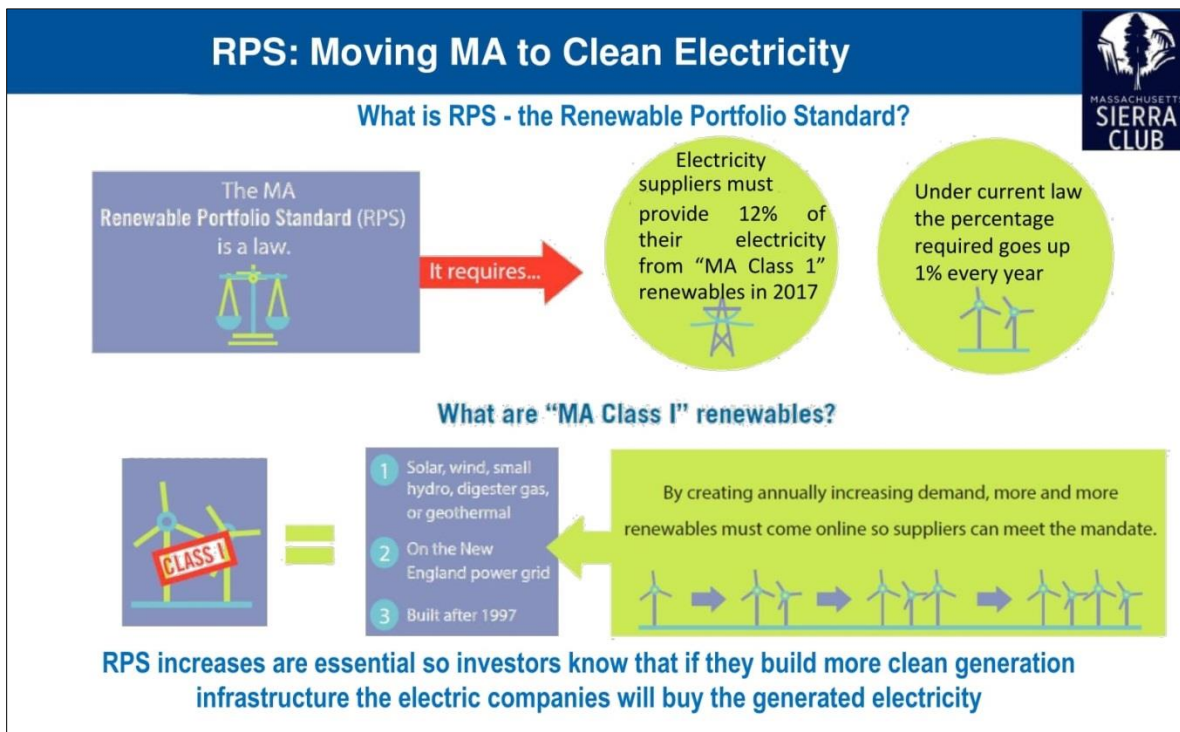 RPS: Moving MA to Clean Electricity
MASSACHUSETTS
SIERRA
CLUB
What is RPS - the Renewable Portfolio Standard?
The MA
Renewable Portfolio Standard (RPS)
is a law.
It requires...
Electricity
suppliers must
provide 12% of
their electricity
from “MA Class 1”
renewables in 2017
Under current law
the percentage
required goes up
1% every year
What are “MA Class I” renewables?
CLASS I
1 Solar, wind, small
hydro, digester gas,
or geothermal
2 On the New
England power grid
3 Built after 1997
By creating annually increasing demand, more and more
renewables must come online so suppliers can meet the mandate.
RPS increases are essential so investors know that if they build more clean generation
infrastructure the electric companies will buy the generated electricity